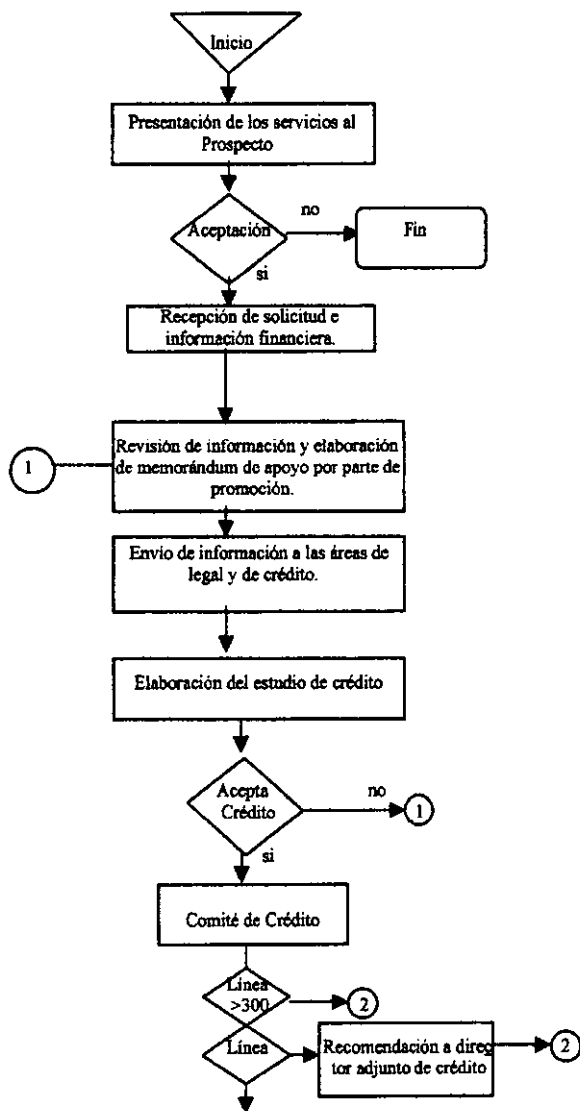 Inicio
Presentación de los servicios al
Prospecto
Aceptación
no
Fin
si
Recepción de solicitud e
información financiera.
1
Revisión de información y elaboración
de memorándum de apoyo por parte de
promoción.
Envío de información a las áreas de
legal y de crédito.
Elaboración del estudio de crédito
Acepta
Crédito
no
1
si
Comité de Crédito
Línea
>300
2
Línea
Recomendación a direc
tor adjunto de crédito
2